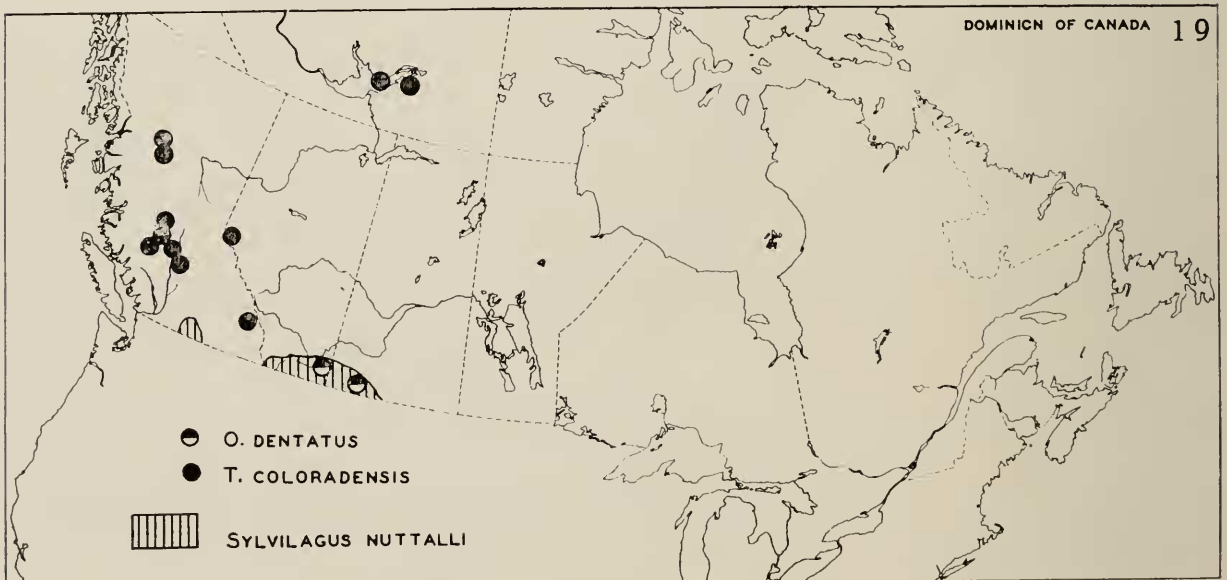 DOMINICN OF CANADA 19
O. DENTATUS
T. COLORADENSIS
SYLVILAGUS NUTTALLI